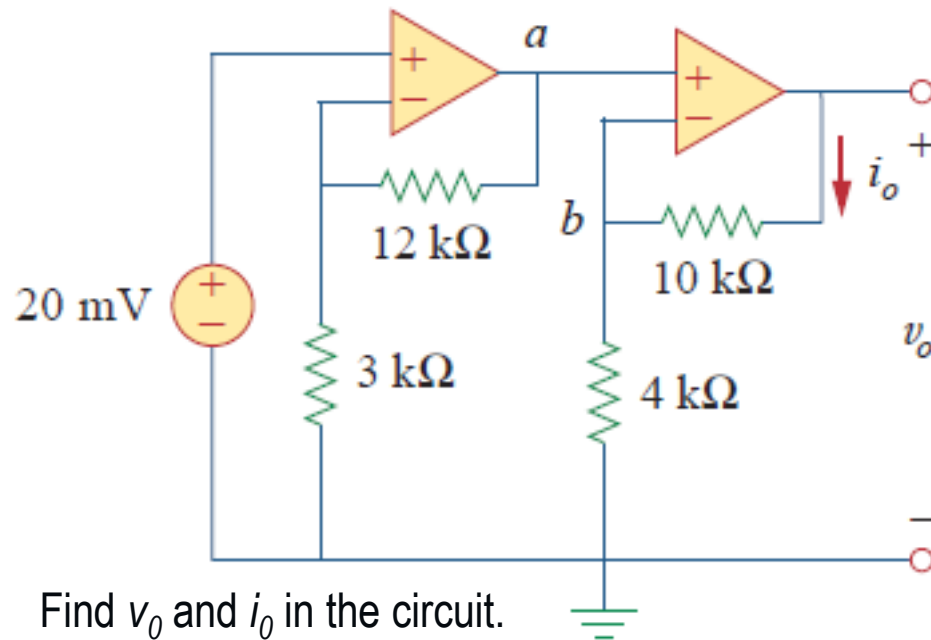 a
+
−
+
−
+
i_o
b
12 kΩ
10 kΩ
20 mV
+
−
3 kΩ
4 kΩ
v_o
−
Find v_0 and i_0 in the circuit.